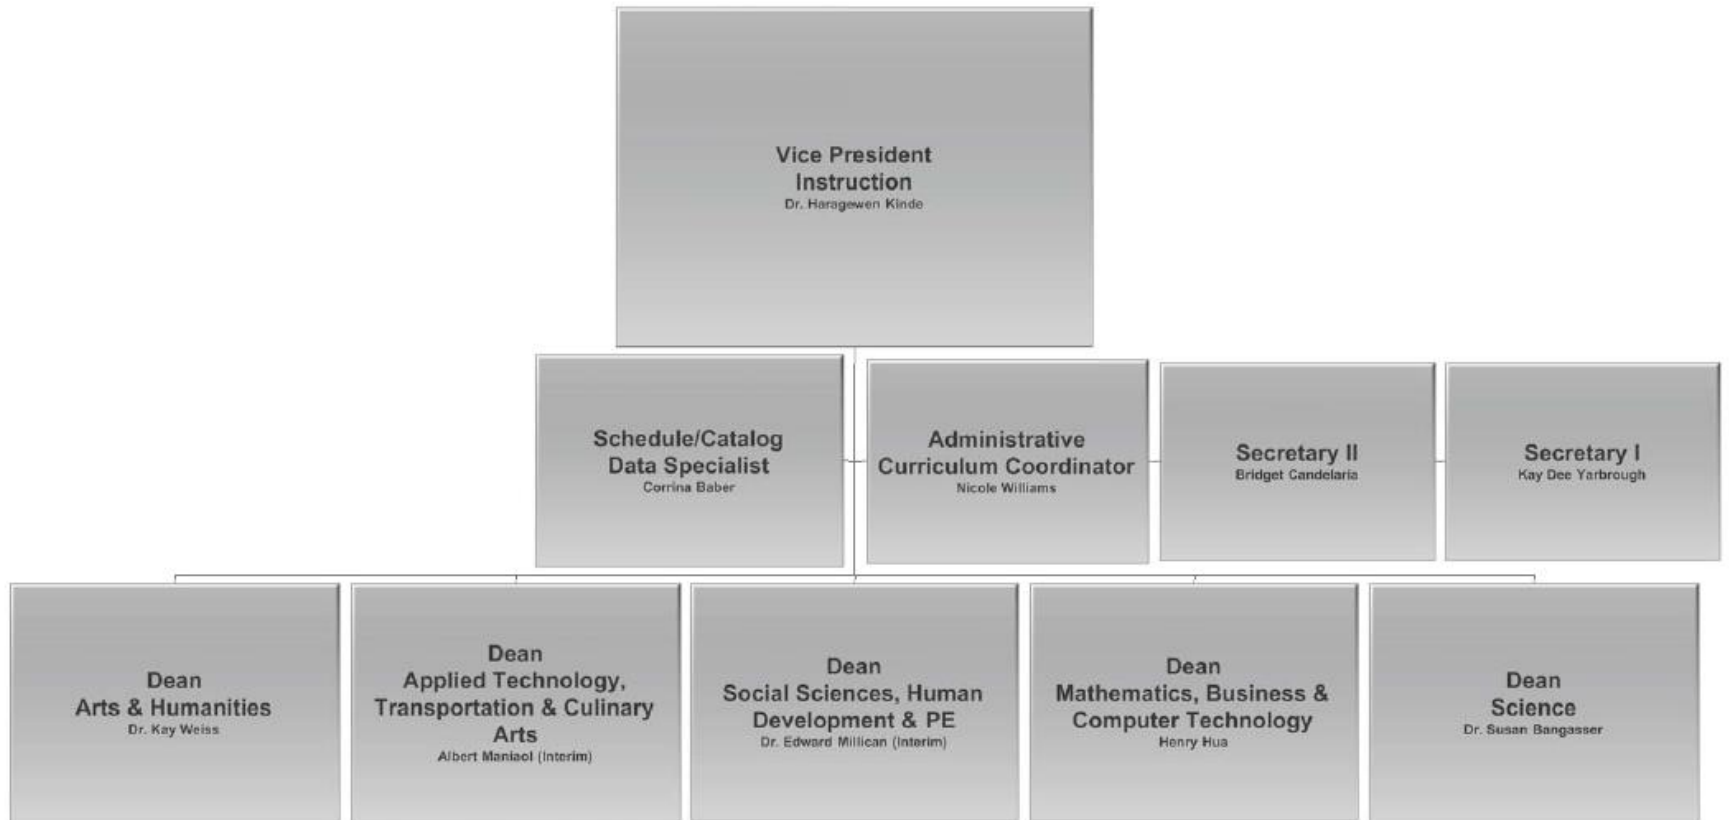 Vice President
Instruction
Dr. Haragewen Kinde
Schedule/Catalog
Data Specialist
Corrina Baber
Administrative
Curriculum Coordinator
Nicole Williams
Secretary II
Bridget Candelaria
Secretary I
Kay Dee Yarbrough
Dean
Arts & Humanities
Dr. Kay Weiss
Dean
Applied Technology,
Transportation & Culinary
Arts
Albert Maniaol (Interim)
Dean
Social Sciences, Human
Development & PE
Dr. Edward Millican (Interim)
Dean
Mathematics, Business &
Computer Technology
Henry Hua
Dean
Science
Dr. Susan Bangasser